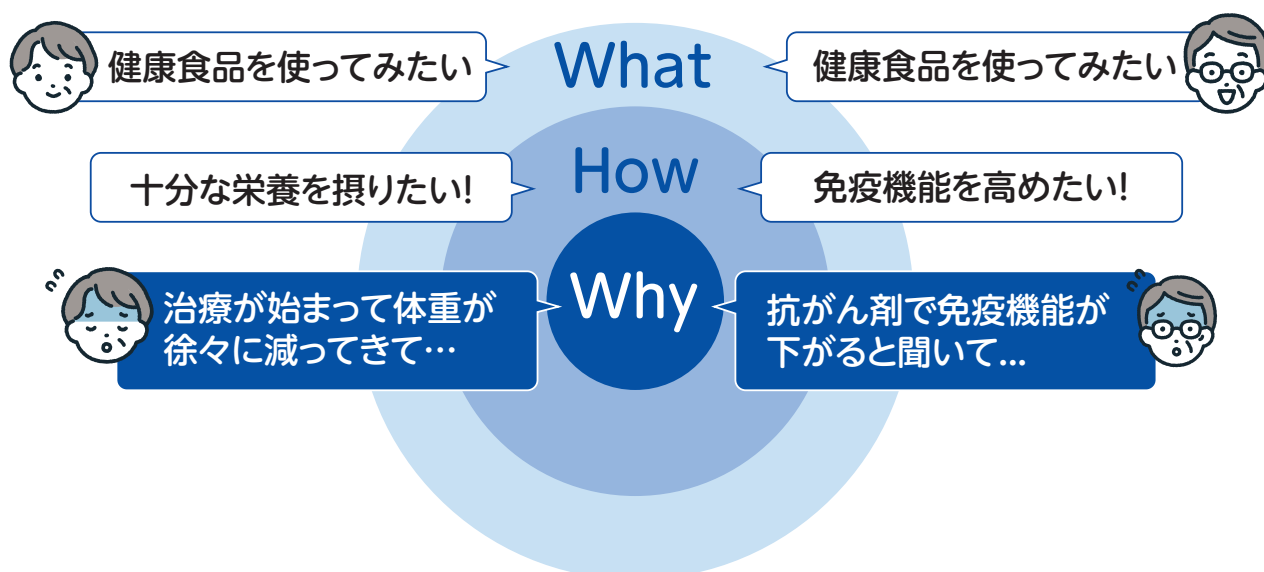 健康食品を使ってみたい
What
健康食品を使ってみたい
十分な栄養を摂りたい!
How
免疫機能を高めたい!
治療が始まって体重が
徐々に減ってきて…
Why
抗がん剤で免疫機能が
下がると聞いて...